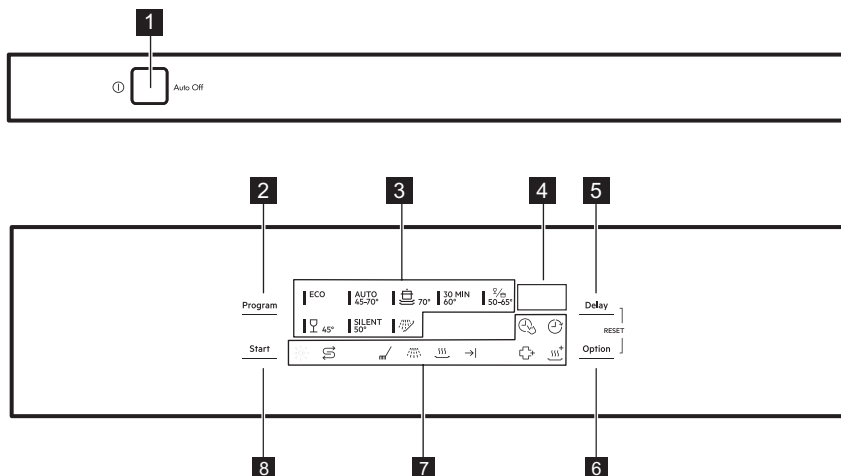 1
Auto Off
2 3 4 5
ECO AUTO 45-70° 70° 30 MIN 60° 50-65°
Program Delay
45° SILENT 50°
RESET
Start Option
8 7 6